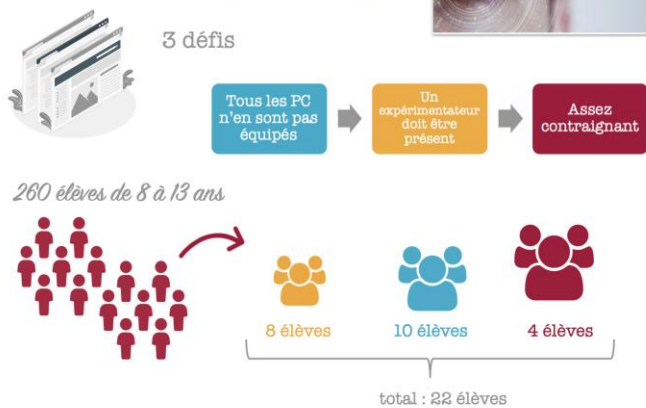 3 défis
Tous les PC
n'en sont pas
équipés
Un
expérimentateur
doit être
présent
Assez
contraignant
260 élèves de 8 à 13 ans
8 élèves
10 élèves
4 élèves
total : 22 élèves